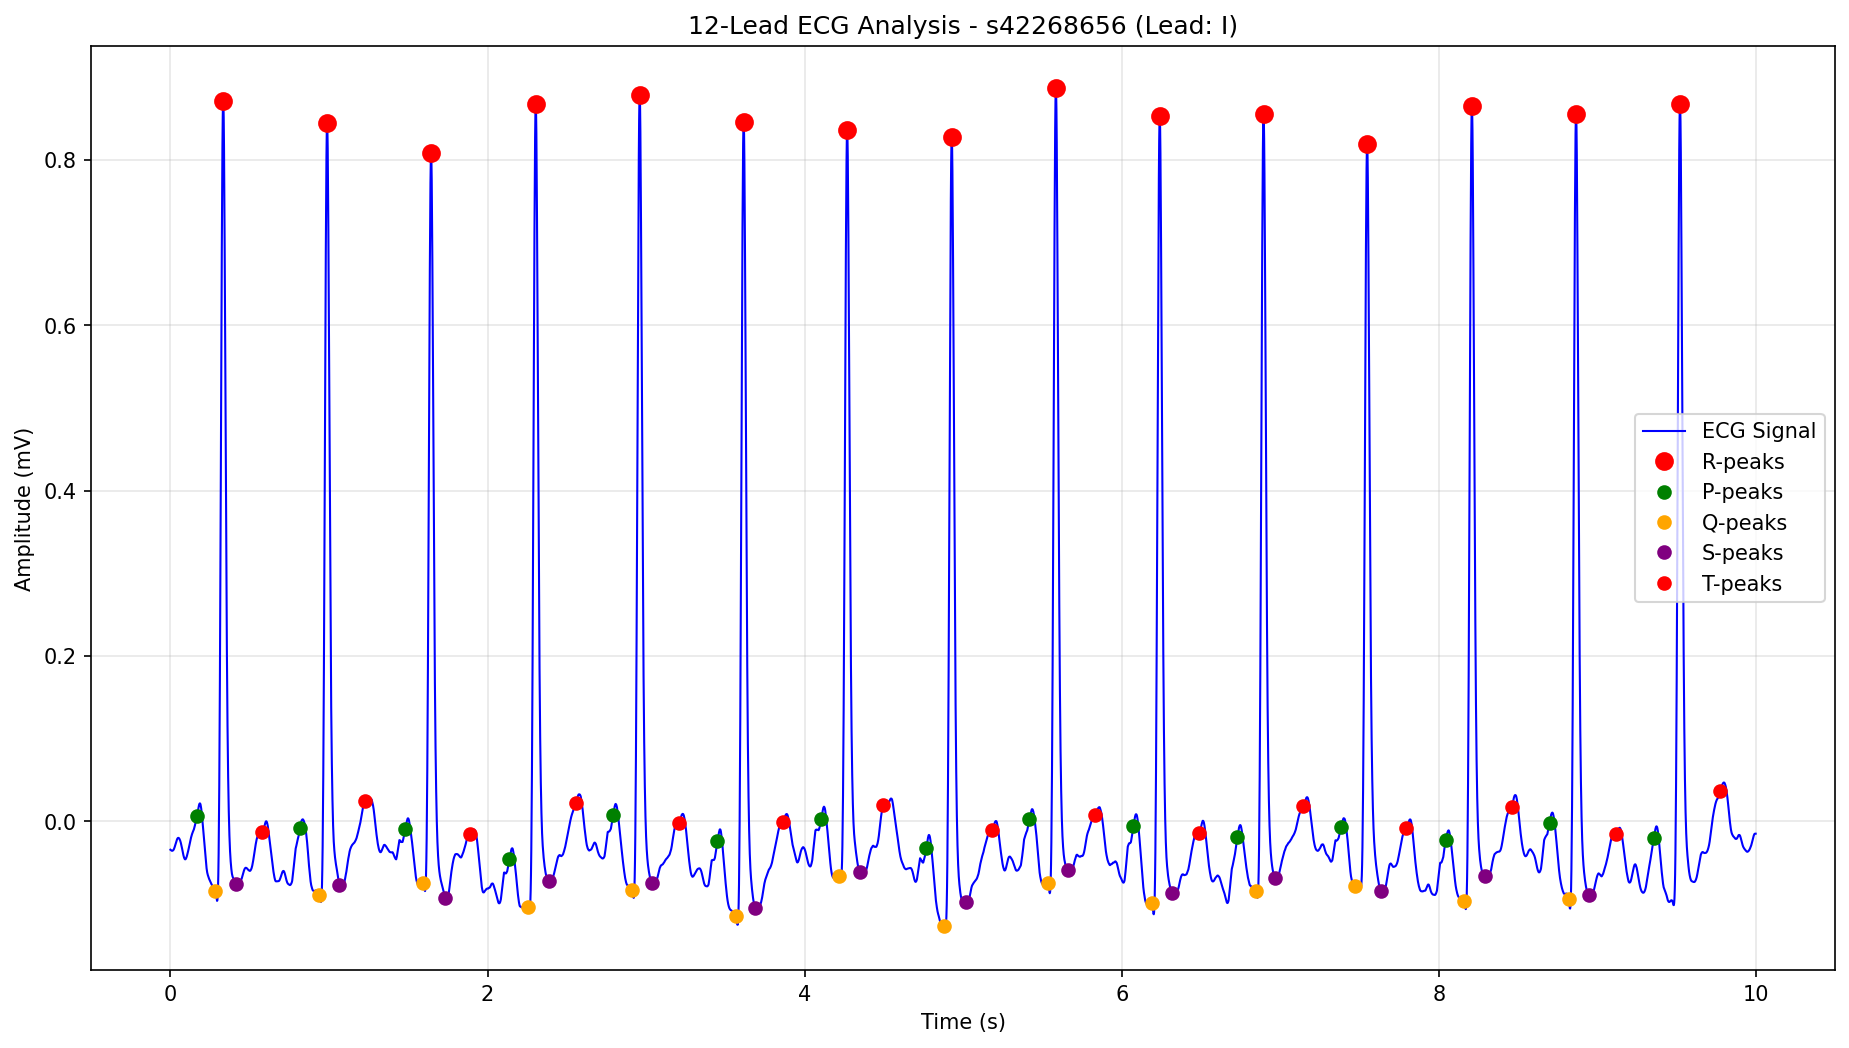 12-Lead ECG Analysis - s42268656 (Lead: I)
Amplitude (mV)
0.8
0.6
0.4
0.2
0.0
ECG Signal
R-peaks
P-peaks
Q-peaks
S-peaks
T-peaks
0 2 4 6 8 10
Time (s)